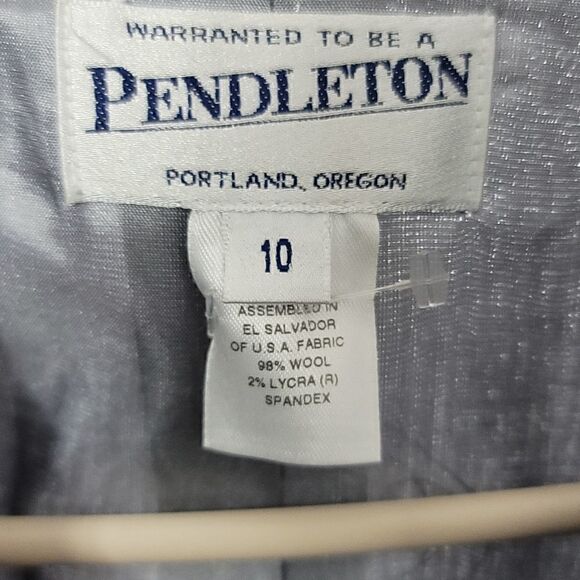 WARRANTED TO BE A
PENDLETON
PORTLAND, OREGON
10
ASSEMBLED IN
EL SALVADOR
OF U.S.A. FABRIC
98% WOOL
2% LYCRA (R)
SPANDEX